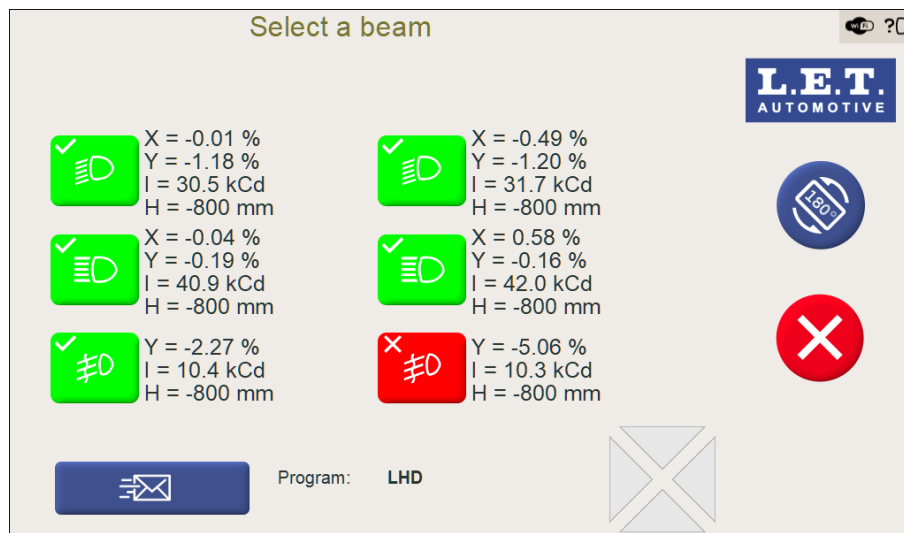 Select a beam
WiFi ?
L.E.T.
AUTOMOTIVE
X = -0.01 %
Y = -1.18 %
I = 30.5 kCd
H = -800 mm
X = -0.49 %
Y = -1.20 %
I = 31.7 kCd
H = -800 mm
180°
X = -0.04 %
Y = -0.19 %
I = 40.9 kCd
H = -800 mm
X = 0.58 %
Y = -0.16 %
I = 42.0 kCd
H = -800 mm
Y = -2.27 %
I = 10.4 kCd
H = -800 mm
Y = -5.06 %
I = 10.3 kCd
H = -800 mm
Program: LHD